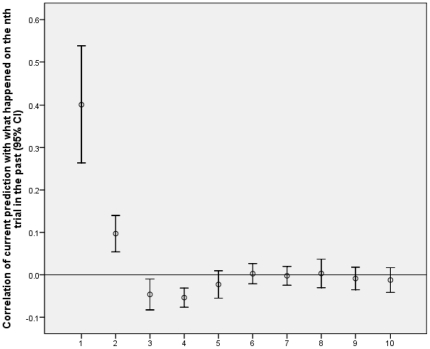 Correlation of current prediction with what happened on the nth
trial in the past (95% CI)
0.6
0.5
0.4
0.3
0.2
0.1
0.0
-0.1
1 2 3 4 5 6 7 8 9 10